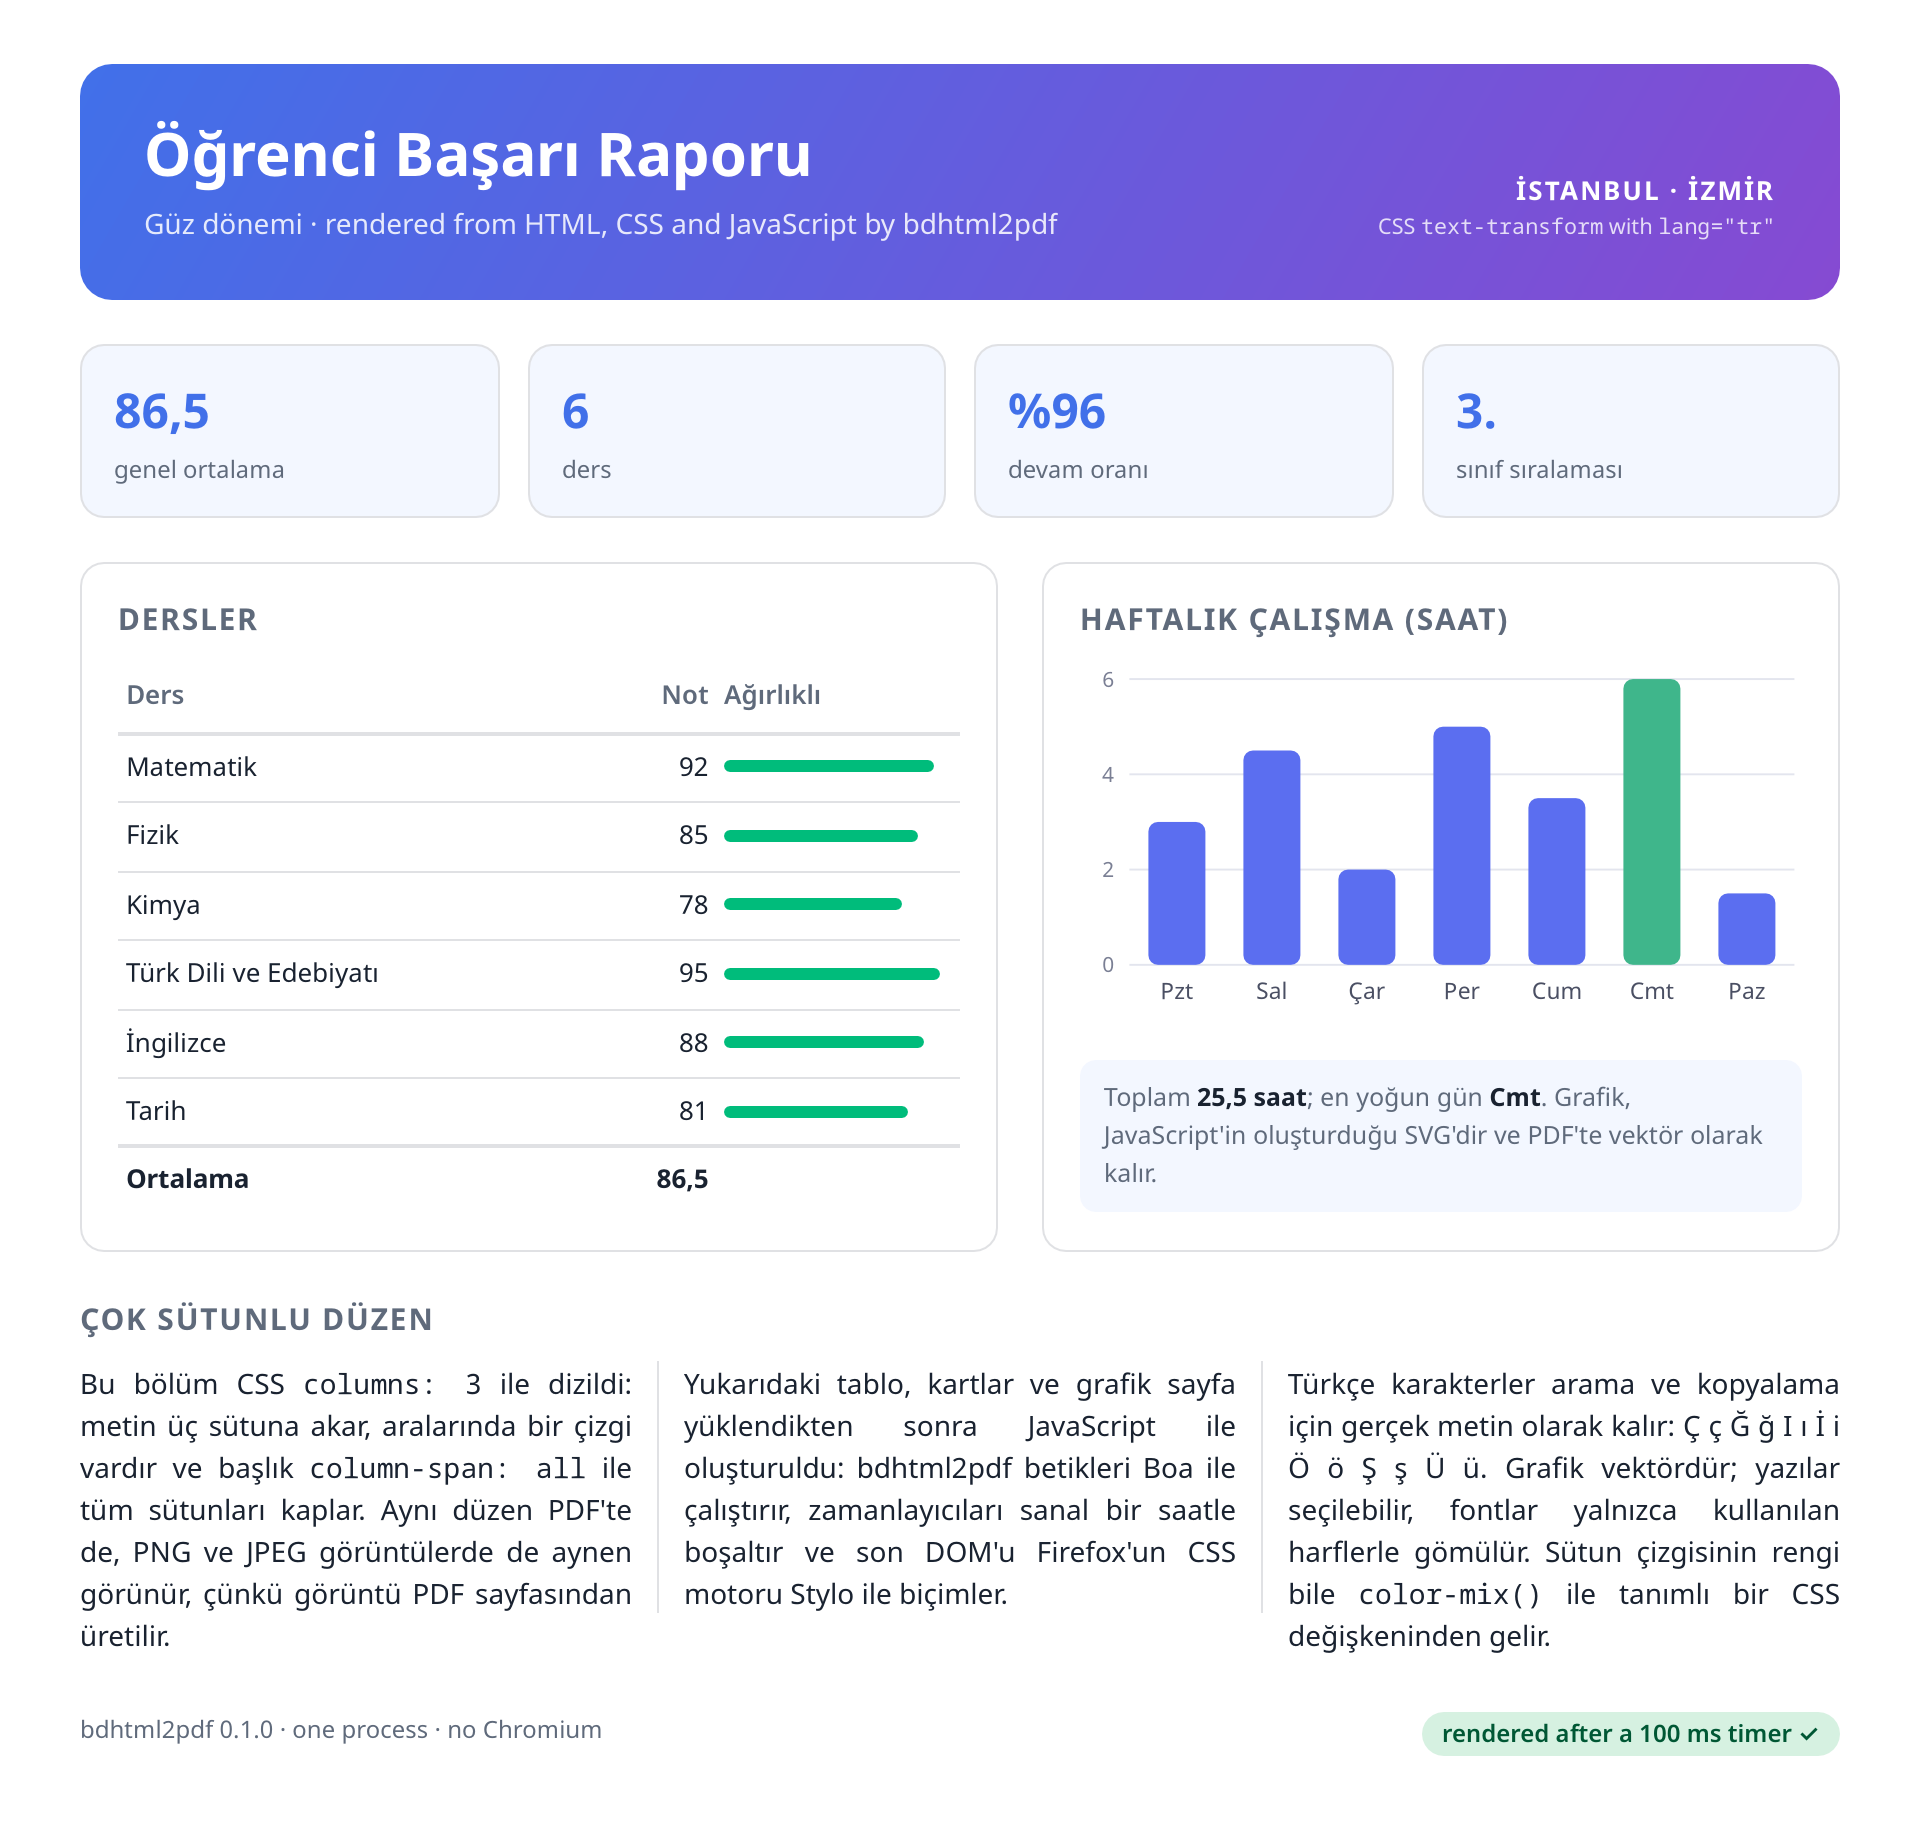 Öğrenci Başarı Raporu
Güz dönemi · rendered from HTML, CSS and JavaScript by bdhtml2pdf
İSTANBUL · İZMİR
CSS text-transform with lang="tr"
86,5
genel ortalama
6
ders
%96
devam oranı
3.
sınıf sıralaması
DERSLER
Ders Not Ağırlıklı
Matematik 92
Fizik 85
Kimya 78
Türk Dili ve Edebiyatı 95
İngilizce 88
Tarih 81
Ortalama 86,5
HAFTALIK ÇALIŞMA (SAAT)
6
4
2
0
Pzt Sal Çar Per Cum Cmt Paz
Toplam 25,5 saat; en yoğun gün Cmt. Grafik,
JavaScript'in oluşturduğu SVG'dir ve PDF'te vektör olarak
kalır.
ÇOK SÜTUNLU DÜZEN
Bu bölüm CSS columns: 3 ile dizildi:
metin üç sütuna akar, aralarında bir çizgi
vardır ve başlık column-span: all ile
tüm sütunları kaplar. Aynı düzen PDF'te
de, PNG ve JPEG görüntülerde de aynen
görünür, çünkü görüntü PDF sayfasından
üretilir.
Yukarıdaki tablo, kartlar ve grafik sayfa
yüklendikten sonra JavaScript ile
oluşturuldu: bdhtml2pdf betikleri Boa ile
çalıştırır, zamanlayıcıları sanal bir saatle
boşaltır ve son DOM'u Firefox'un CSS
motoru Stylo ile biçimler.
Türkçe karakterler arama ve kopyalama
için gerçek metin olarak kalır: Ç ç Ğ ğ I ı İ i
Ö ö Ş ş Ü ü. Grafik vektördür; yazılar
seçilebilir, fontlar yalnızca kullanılan
harflerle gömülür. Sütun çizgisinin rengi
bile color-mix() ile tanımlı bir CSS
değişkeninden gelir.
bdhtml2pdf 0.1.0 · one process · no Chromium
rendered after a 100 ms timer ✓